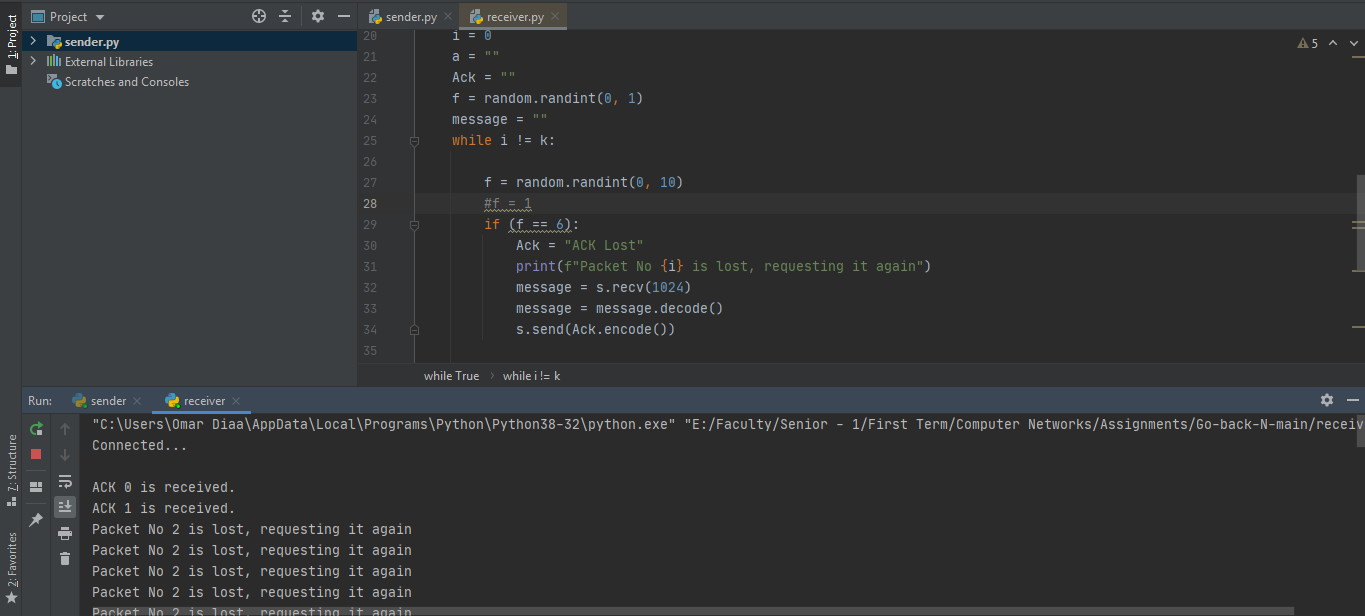 1: Project
Project
sender.py
External Libraries
Scratches and Consoles
sender.py
receiver.py
5
20 i = 0
21 a = ""
22 Ack = ""
23 f = random.randint(0, 1)
24 message = ""
25 while i != k:
26
27 f = random.randint(0, 10)
28 #f = 1
29 if (f == 6):
30 Ack = "ACK Lost"
31 print(f"Packet No {i} is lost, requesting it again")
32 message = s.recv(1024)
33 message = message.decode()
34 s.send(Ack.encode())
35
while True > while i != k
Run: sender receiver
7: Structure
2: Favorites
"C:\Users\Omar Diaa\AppData\Local\Programs\Python\Python38-32\python.exe" "E:/Faculty/Senior - 1/First Term/Computer Networks/Assignments/Go-back-N-main/receiv
Connected...
ACK 0 is received.
ACK 1 is received.
Packet No 2 is lost, requesting it again
Packet No 2 is lost, requesting it again
Packet No 2 is lost, requesting it again
Packet No 2 is lost, requesting it again
Packet No 2 is lost, requesting it again